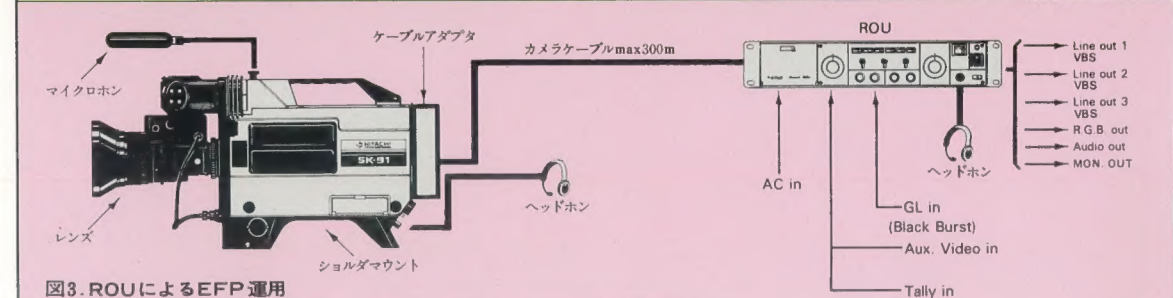 ROU
ケーブルアダプタ
カメラケーブルmax300m
マイクロホン
HITACHI
SK-91
Line out 1
VBS
Line out 2
VBS
Line out 3
VBS
R.G.B. out
Audio out
MON. OUT
ヘッドホン
ヘッドホン
AC in
GL in
(Black Burst)
Aux. Video in
Tally in
レンズ
ショルダマウント
図3.ROUによるEFP運用